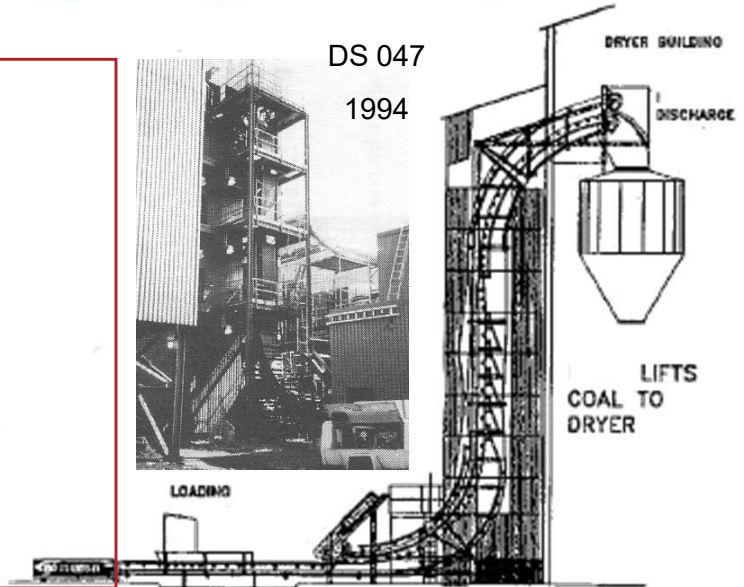 DS 047
1994
DRYER BUILDING
DISCHARGE
LIFTS
COAL TO
DRYER
LOADING